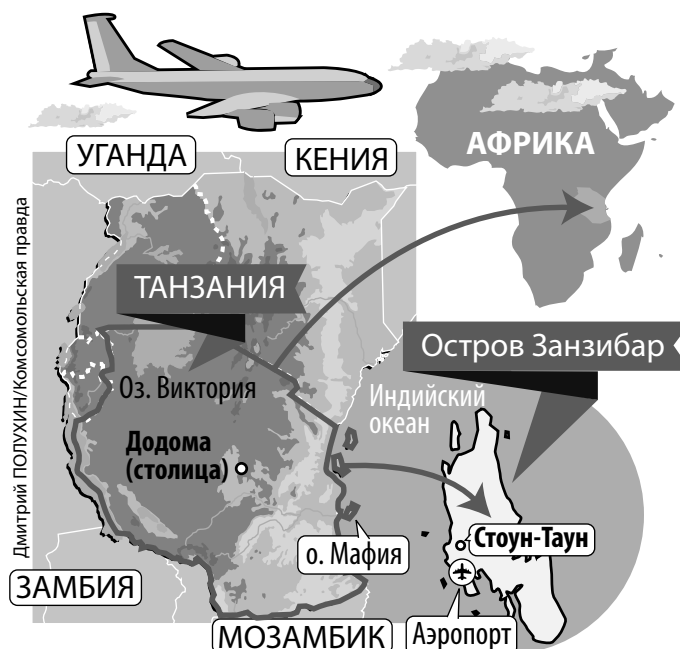 УГАНДА
КЕНИЯ
АФРИКА
ТАНЗАНИЯ
Остров Занзибар
Оз. Виктория
Индийский
океан
Додома
(столица)
Стоун-Таун
о. Мафия
ЗАМБИЯ
МОЗАМБИК
Аэропорт
Дмитрий ПОЛУХИН/Комсомольская правда